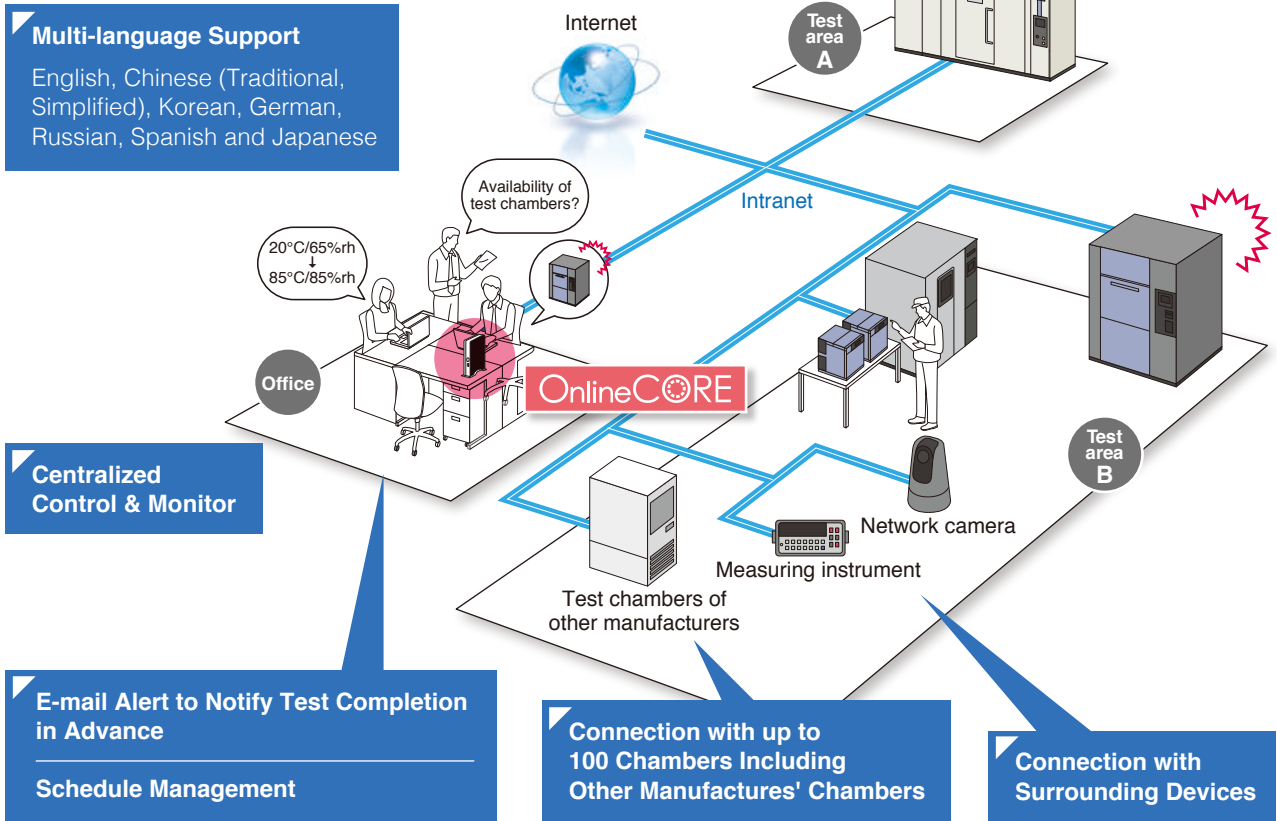 Multi-language Support
English, Chinese (Traditional,
Simplified), Korean, German,
Russian, Spanish and Japanese
Internet
Test
area
A
Intranet
Availability of
test chambers?
20°C/65%rh
↓
85°C/85%rh
Office
OnlineCORE
Test
area
B
Centralized
Control & Monitor
Network camera
Measuring instrument
Test chambers of
other manufacturers
E-mail Alert to Notify Test Completion
in Advance
Schedule Management
Connection with up to
100 Chambers Including
Other Manufactures' Chambers
Connection with
Surrounding Devices